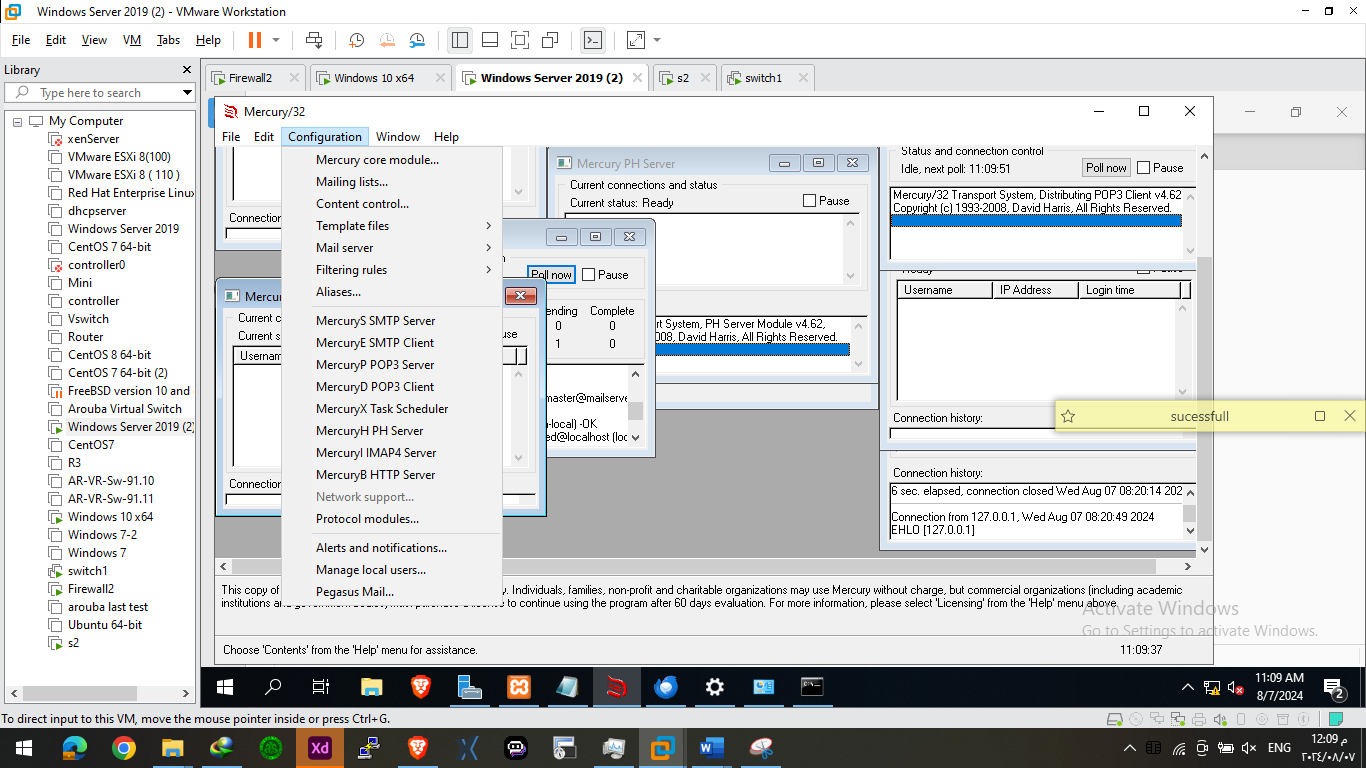 Windows Server 2019 (2) - VMware Workstation
File Edit View VM Tabs Help
Library
Type here to search
My Computer
xenServer
VMware ESXi 8(100)
VMware ESXi 8 ( 110 )
Red Hat Enterprise Linux
dhcpserver
Windows Server 2019
CentOS 7 64-bit
controller0
Mini
controller
Vswitch
Router
CentOS 8 64-bit
CentOS 7 64-bit (2)
FreeBSD version 10 and
Arouba Virtual Switch
Windows Server 2019 (2)
CentOS7
R3
AR-VR-Sw-91.10
AR-VR-Sw-91.11
Windows 10 x64
Windows 7-2
Windows 7
switch1
Firewall2
arouba last test
Ubuntu 64-bit
s2
Firewall2
Windows 10 x64
Windows Server 2019 (2)
s2
switch1
Mercury/32
File Edit Configuration Window Help
Mercury core module...
Mailing lists...
Content control...
Template files
Mail server
Filtering rules
Aliases...
MercuryS SMTP Server
MercuryE SMTP Client
MercuryP POP3 Server
MercuryD POP3 Client
MercuryX Task Scheduler
MercuryH PH Server
MercuryI IMAP4 Server
MercuryB HTTP Server
Network support...
Protocol modules...
Alerts and notifications...
Manage local users...
Pegasus Mail...
Connection
Mercu
Current c
Current s
Usernam
Connection
Poll now Pause
ending Complete
0 0
1 0
master@mailserve
-local) -OK
ed@localhost (loc
Mercury PH Server
Current connections and status
Current status: Ready
Pause
rt System, PH Server Module v4.62,
08, David Harris, All Rights Reserved.
Status and connection control
Idle, next poll: 11:09:51
Poll now Pause
Mercury/32 Transport System, Distributing POP3 Client v4.62
Copyright (c) 1993-2008, David Harris, All Rights Reserved.
Username IP Address Login time
Connection history:
sucessfull
Connection history:
6 sec. elapsed, connection closed Wed Aug 07 08:20:14 202
Connection from 127.0.0.1, Wed Aug 07 08:20:49 2024
EHLO [127.0.0.1]
This copy of y. Individuals, families, non-profit and charitable organizations may use Mercury without charge, but commercial organizations (including academic
institutions to continue using the program after 60 days evaluation. For more information, please select 'Licensing' from the 'Help' menu above.
Activate Windows
Go to Settings to activate Windows.
Choose 'Contents' from the 'Help' menu for assistance.
11:09:37
11:09 AM
8/7/2024
2
To direct input to this VM, move the mouse pointer inside or press Ctrl+G.
Xd
ENG
12:09 م
٢٠٢٤/٠٨/٠٧